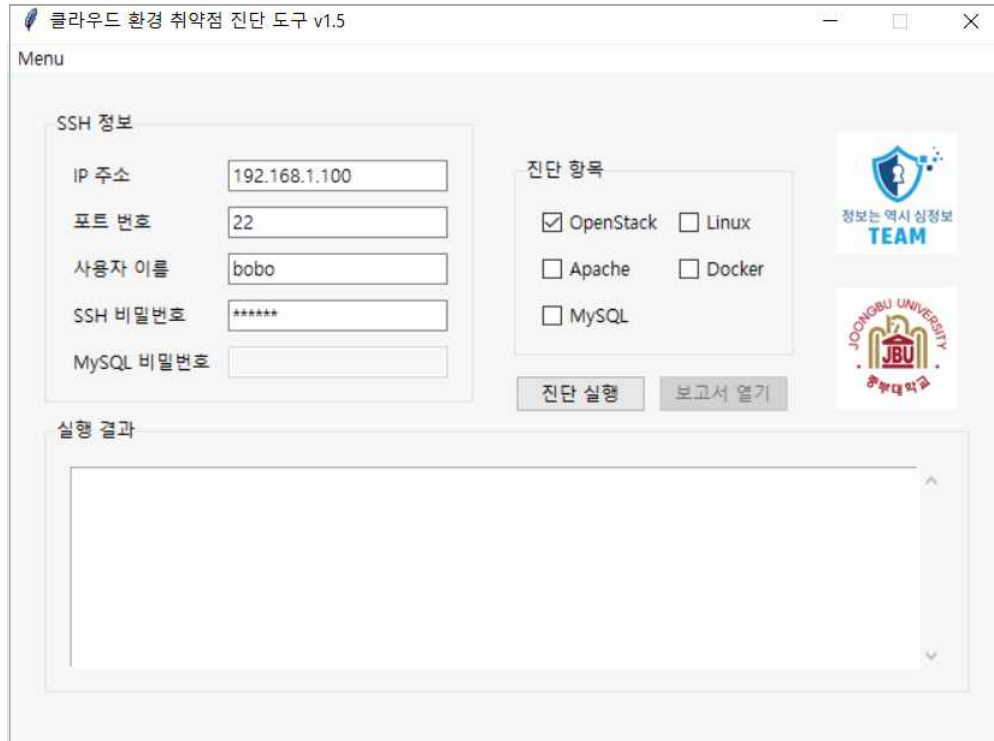 클라우드 환경 취약점 진단 도구 v1.5
Menu
SSH 정보
IP 주소 192.168.1.100
포트 번호 22
사용자 이름 bobo
SSH 비밀번호 ******
MySQL 비밀번호
진단 항목
OpenStack Linux
Apache Docker
MySQL
진단 실행 보고서 열기
정보는 역시 심정보
TEAM
JOONGBU UNIVERSITY
JBU
중부대학교
실행 결과